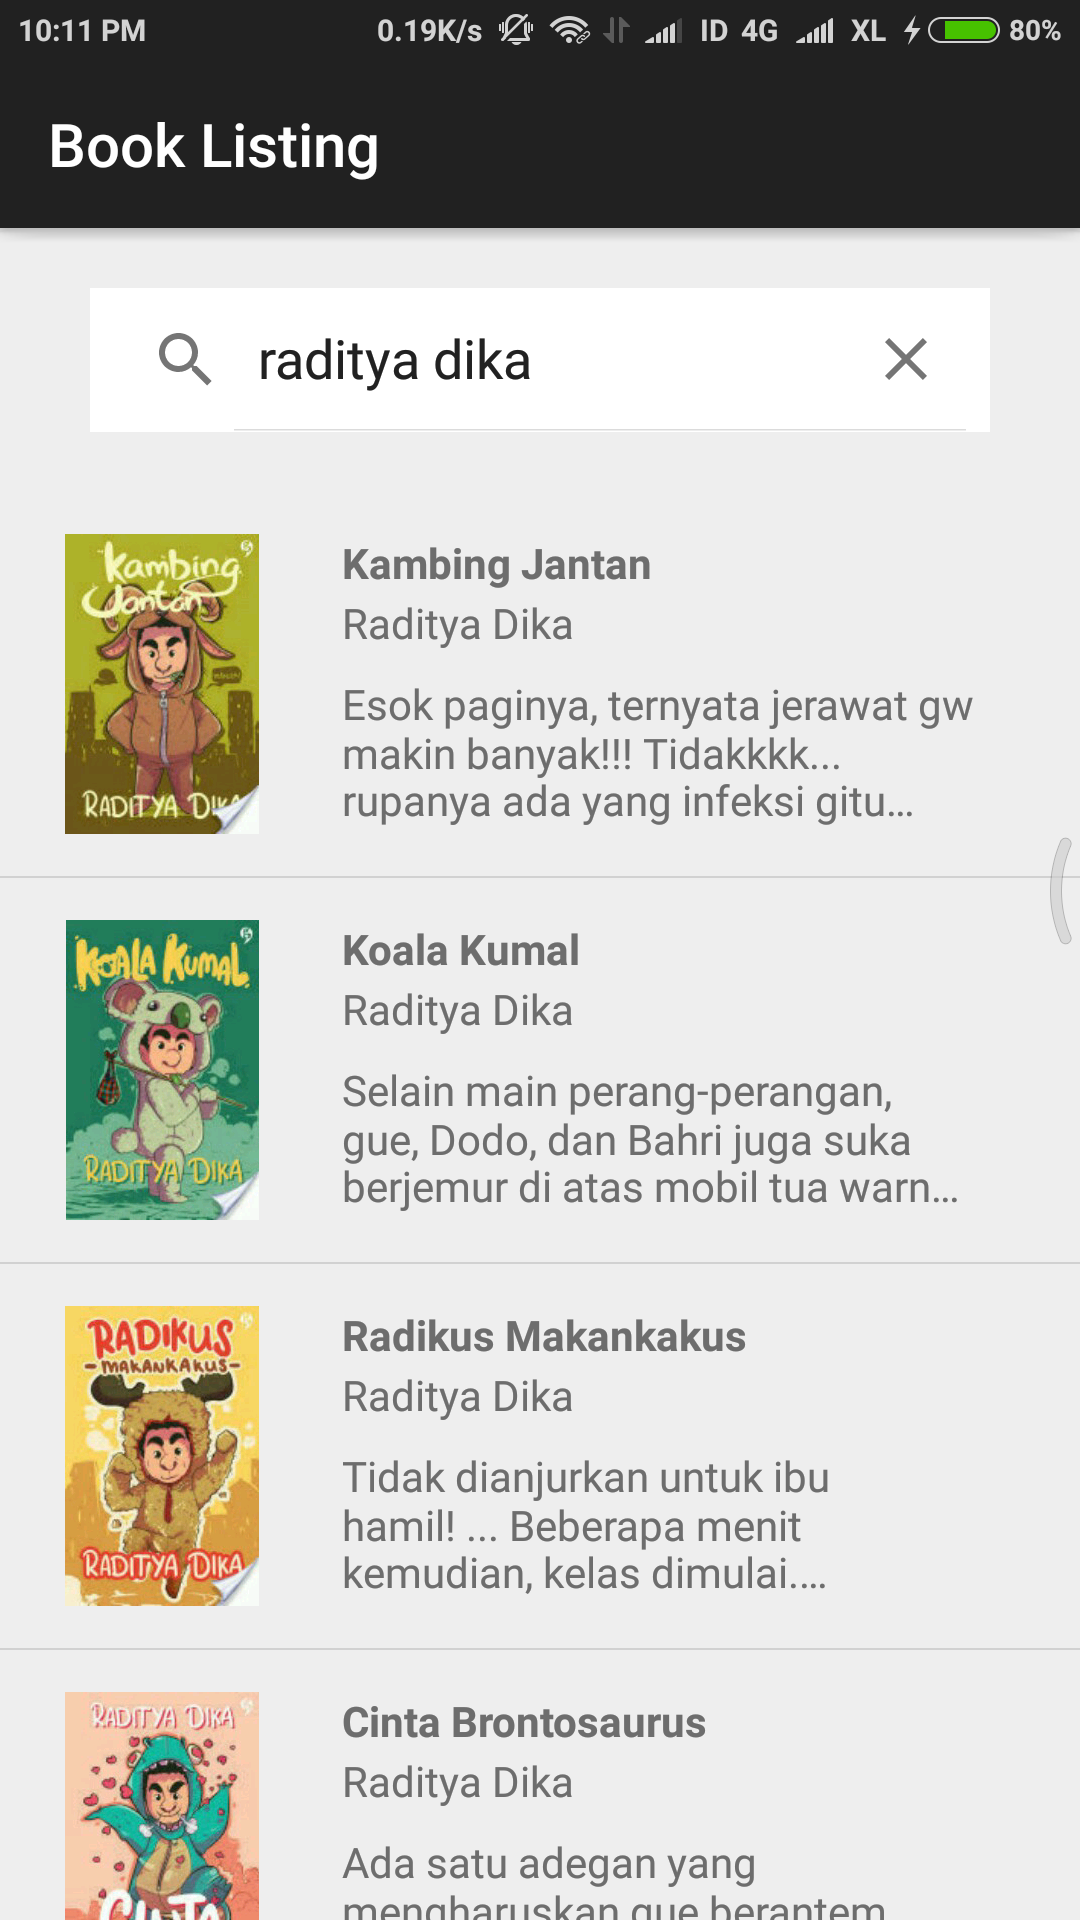 10:11 PM 0.19K/s ID 4G XL 80%
Book Listing
raditya dika
Kambing Jantan
RADITYA DIKA
Kambing Jantan
Raditya Dika
Esok paginya, ternyata jerawat gw
makin banyak!!! Tidakkkk...
rupanya ada yang infeksi gitu...
KOALA KUMAL
RADITYA DIKA
Koala Kumal
Raditya Dika
Selain main perang-perangan,
gue, Dodo, dan Bahri juga suka
berjemur di atas mobil tua warn...
RADIKUS
-MAKANKAKUS-
RADITYA DIKA
Radikus Makankakus
Raditya Dika
Tidak dianjurkan untuk ibu
hamil! ... Beberapa menit
kemudian, kelas dimulai....
RADITYA DIKA
CINTA
Cinta Brontosaurus
Raditya Dika
Ada satu adegan yang
mengharuskan gue berantem